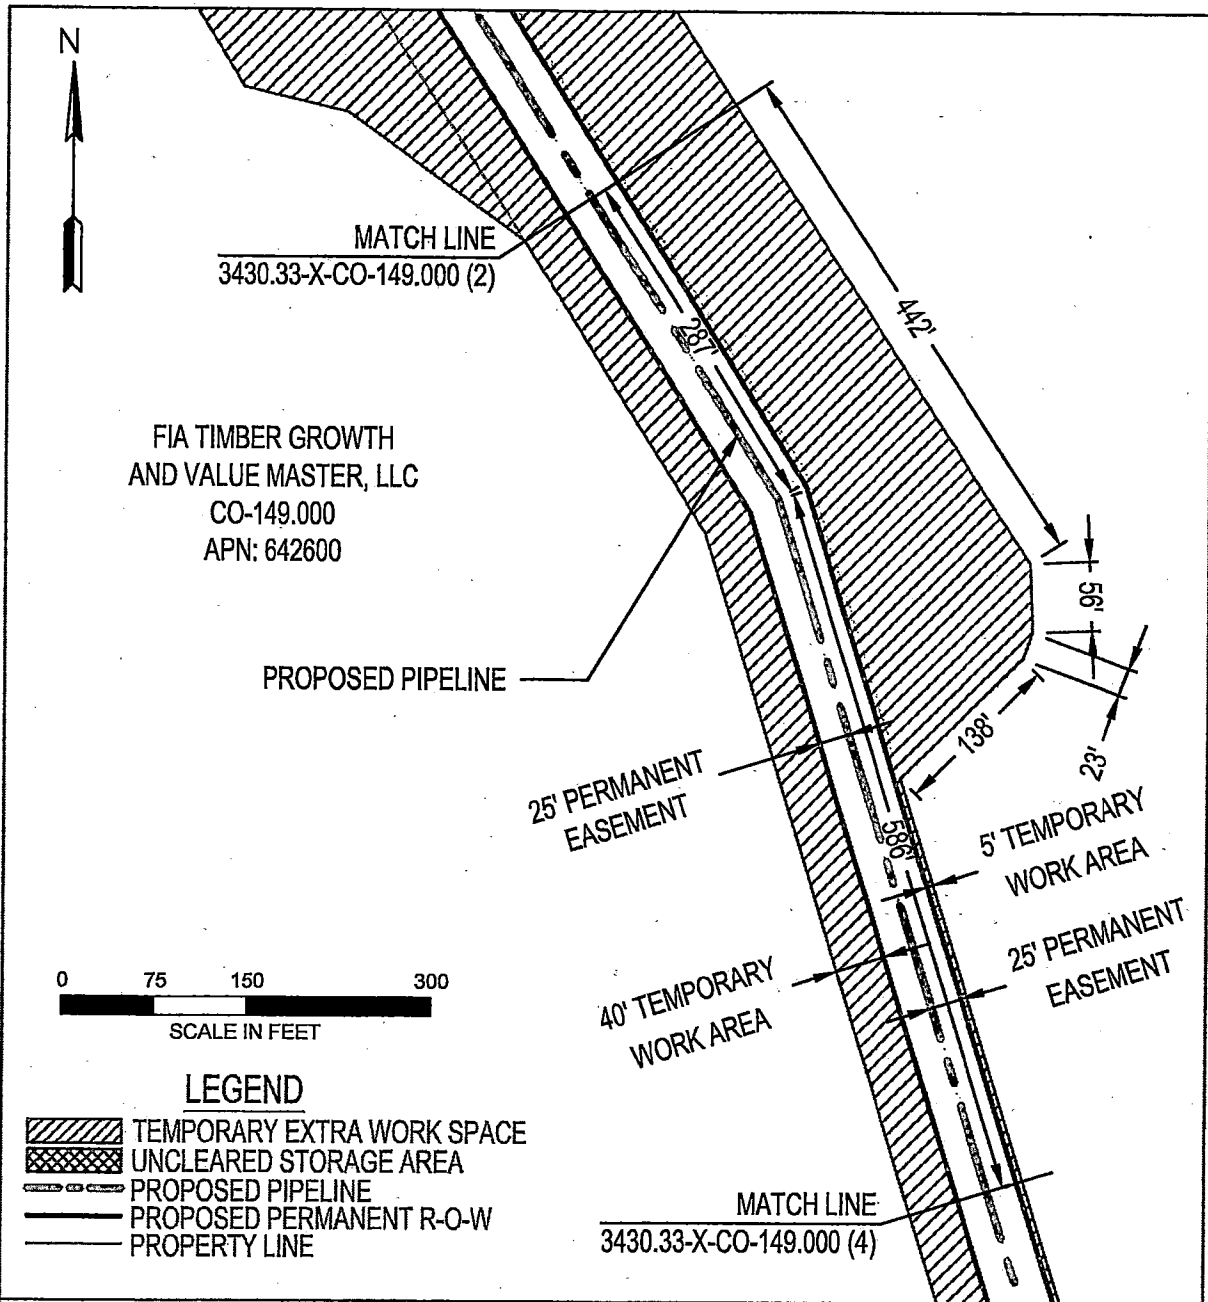 N
MATCH LINE
3430.33-X-CO-149.000 (2)
442'
287'
FIA TIMBER GROWTH
AND VALUE MASTER, LLC
CO-149.000
APN: 642600
56'
PROPOSED PIPELINE
138'
23'
25' PERMANENT
EASEMENT
586'
5' TEMPORARY
WORK AREA
25' PERMANENT
EASEMENT
40' TEMPORARY
WORK AREA
0 75 150 300
SCALE IN FEET
LEGEND
TEMPORARY EXTRA WORK SPACE
UNCLEARED STORAGE AREA
PROPOSED PIPELINE
PROPOSED PERMANENT R-O-W
PROPERTY LINE
MATCH LINE
3430.33-X-CO-149.000 (4)